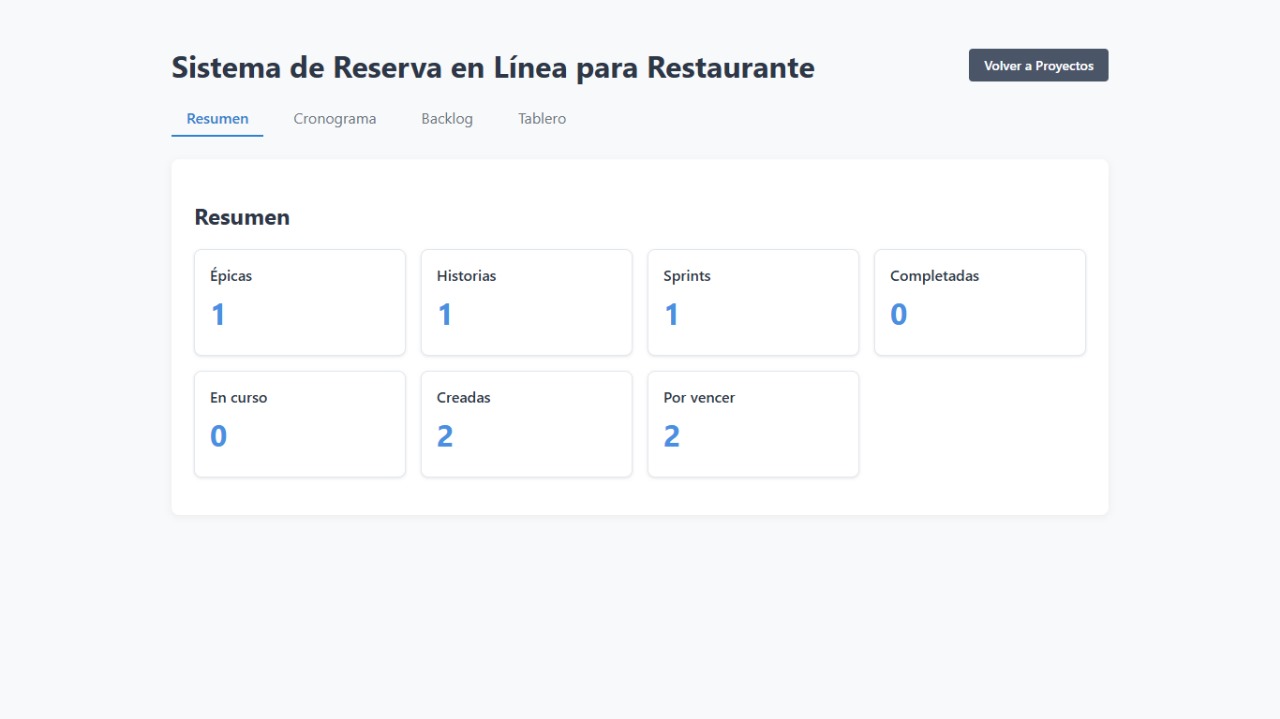 Sistema de Reserva en Línea para Restaurante
Volver a Proyectos
Resumen
Cronograma
Backlog
Tablero
Resumen
Épicas
1
Historias
1
Sprints
1
Completadas
0
En curso
0
Creadas
2
Por vencer
2